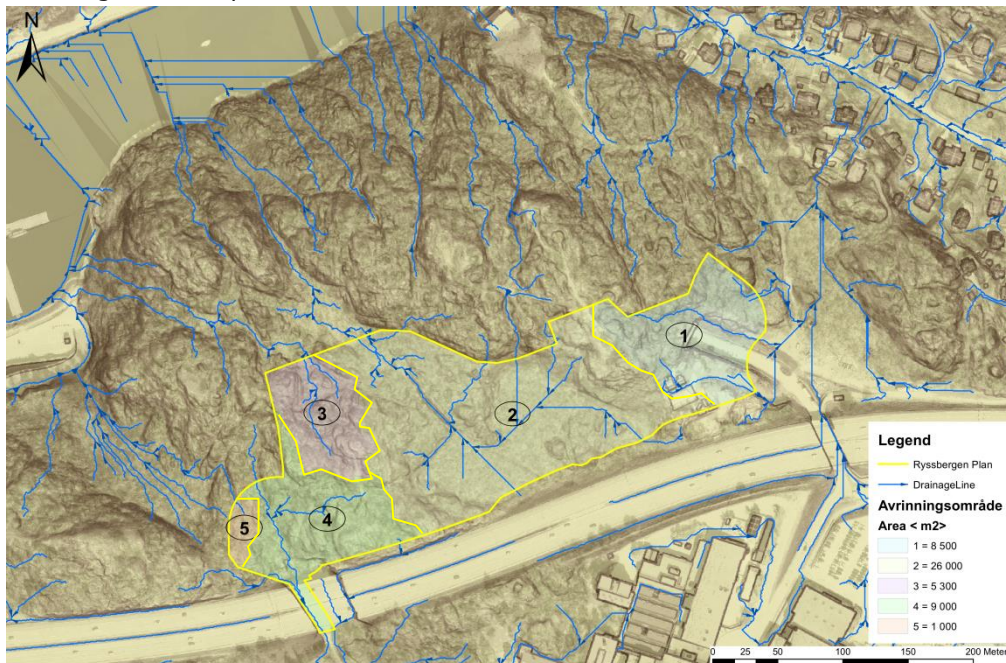 N
1
2
3
4
5
Legend
Ryssbergen Plan
DrainageLine
Avrinningsområde
Area < m2>
1 = 8 500
2 = 26 000
3 = 5 300
4 = 9 000
5 = 1 000
0 25 50 100 150 200 Meter